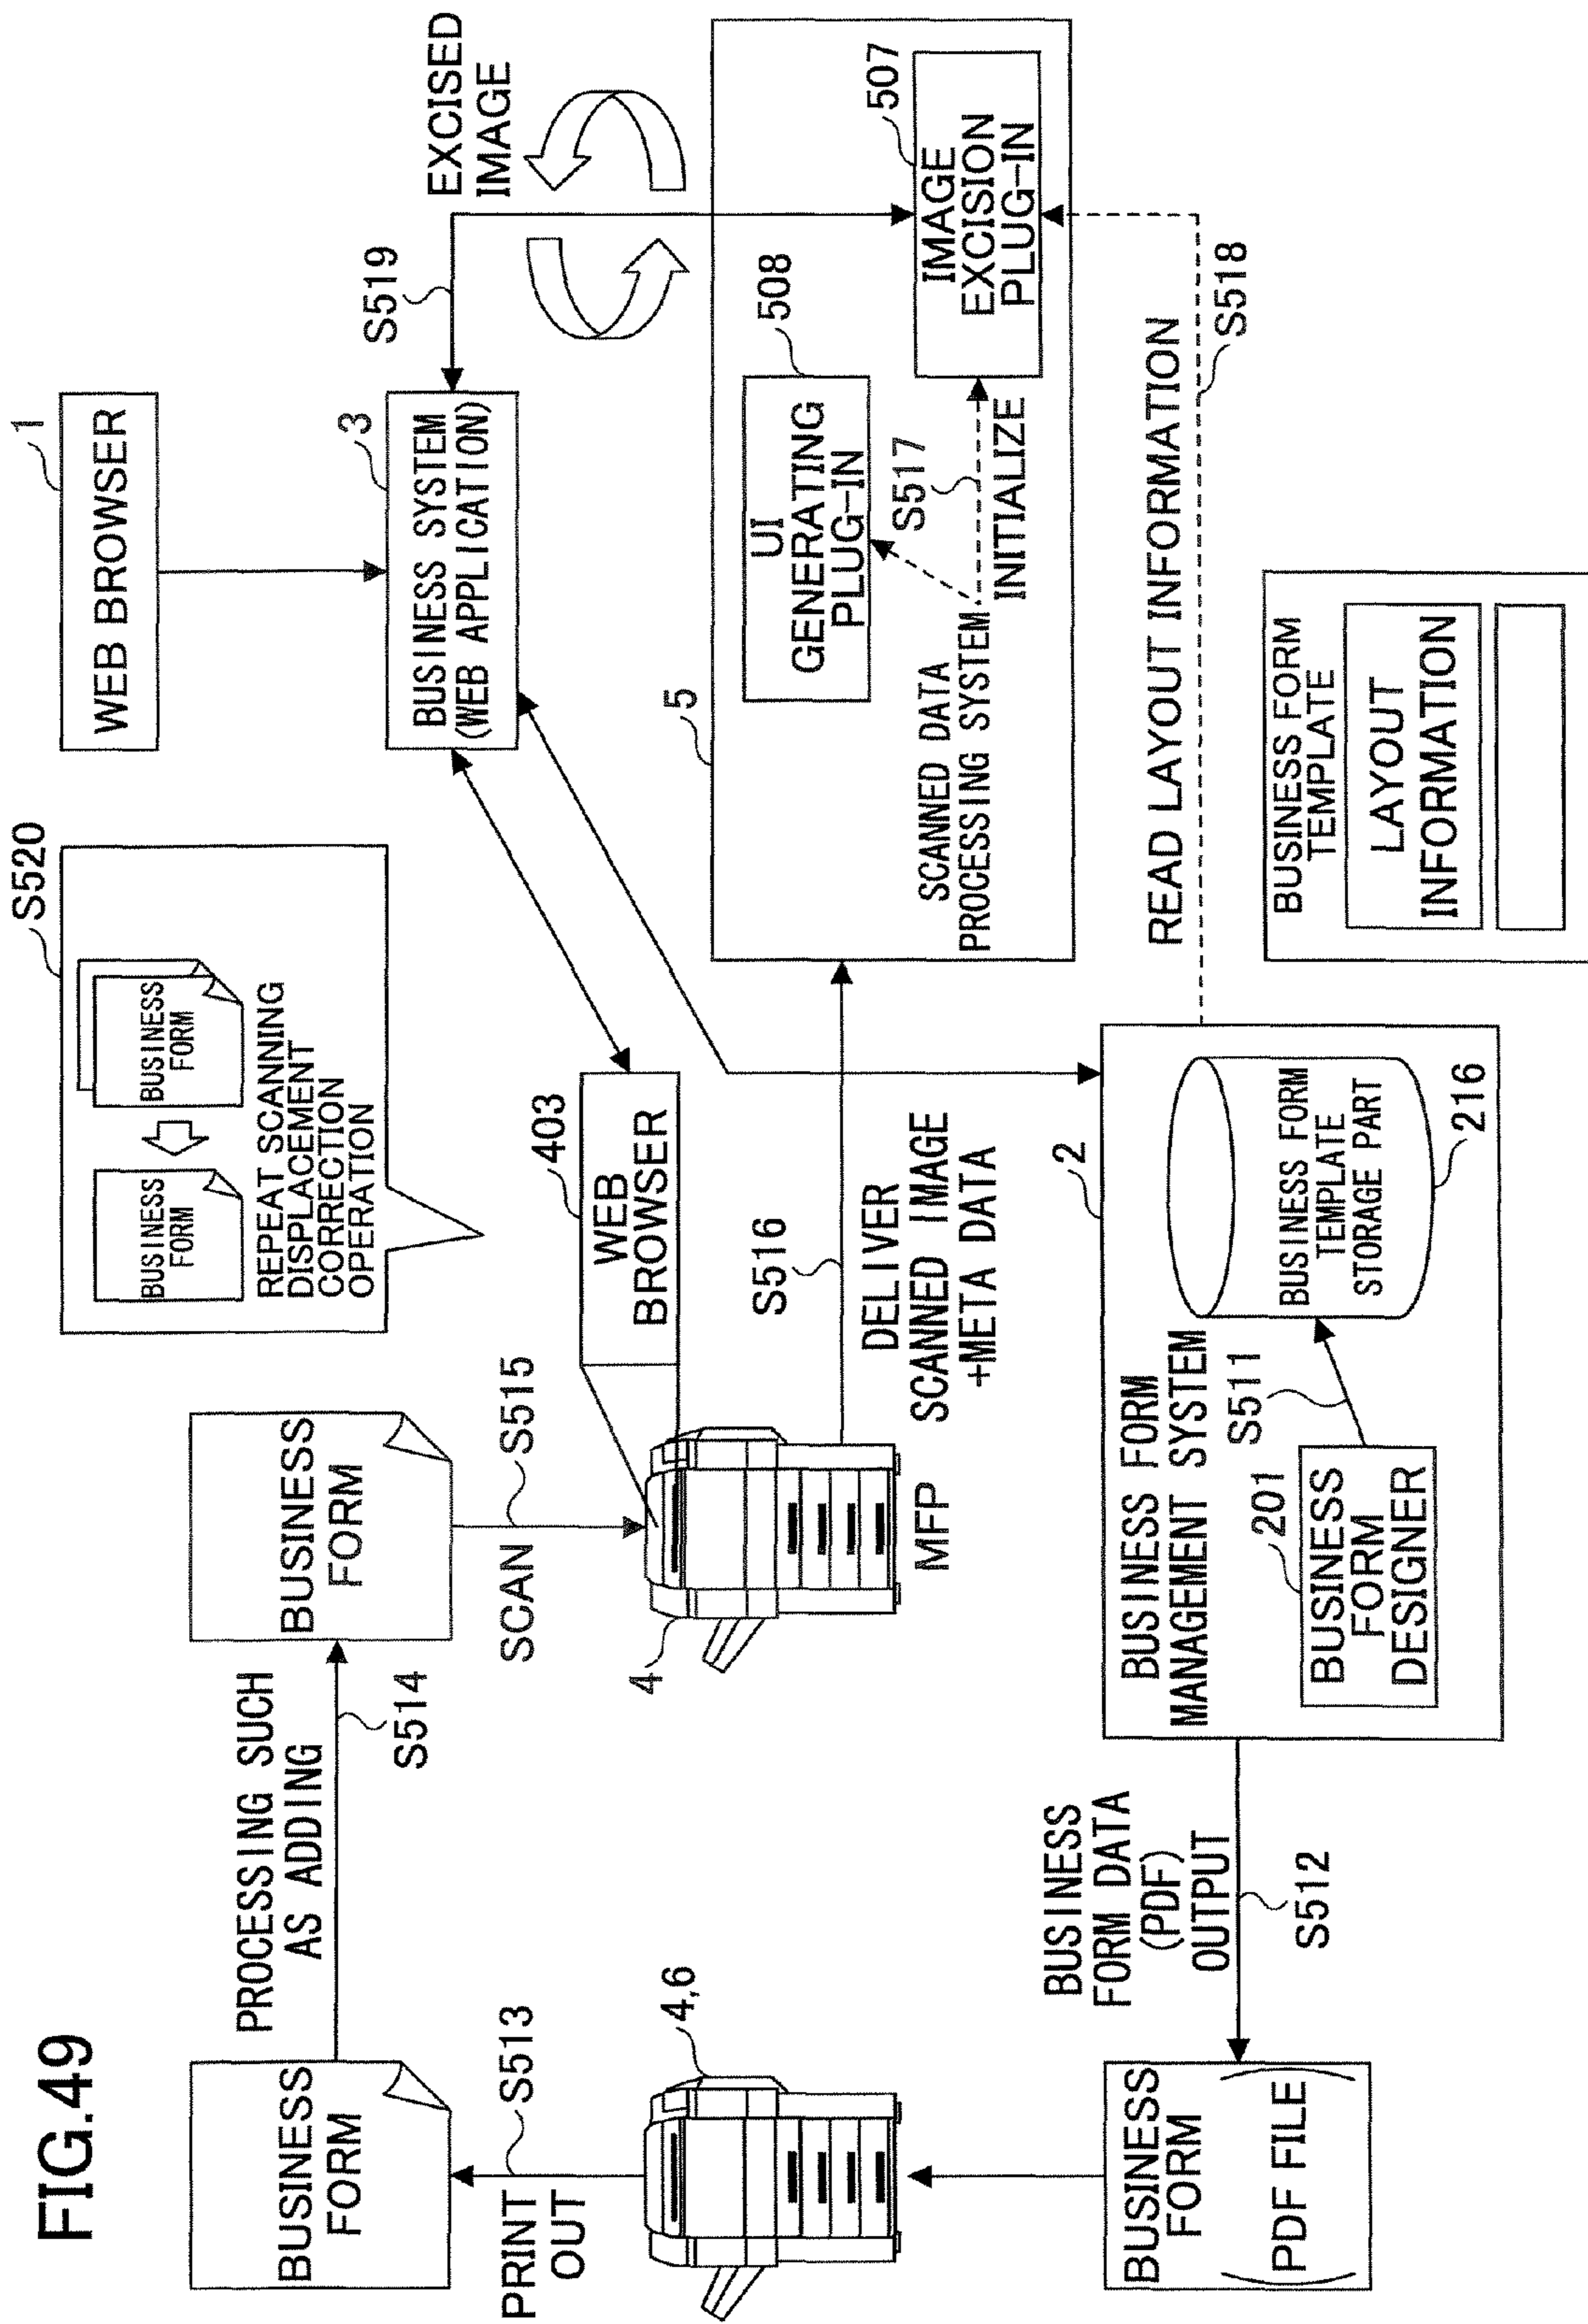 FIG.49
BUSINESS
FORM
PROCESSING SUCH
AS ADDING
S514
BUSINESS
FORM
S520
BUSINESS
FORM
BUSINESS
FORM
REPEAT SCANNING
DISPLACEMENT
CORRECTION
OPERATION
1
WEB BROWSER
PRINT
OUT
S513
SCAN
S515
403
WEB
BROWSER
3
BUSINESS SYSTEM
(WEB APPLICATION)
S519
EXCISED
IMAGE
4,6
4
MFP
S516
DELIVER
SCANNED IMAGE
+META DATA
5
SCANNED DATA
PROCESSING SYSTEM
UI
GENERATING
PLUG-IN
508
S517
INITIALIZE
IMAGE
EXCISION
PLUG-IN
507
BUSINESS
FORM
(PDF FILE)
BUSINESS
FORM DATA
(PDF)
OUTPUT
S512
2
BUSINESS FORM
MANAGEMENT SYSTEM
201
BUSINESS
FORM
DESIGNER
S511
BUSINESS FORM
TEMPLATE
STORAGE PART
216
READ LAYOUT INFORMATION
S518
BUSINESS FORM
TEMPLATE
LAYOUT
INFORMATION